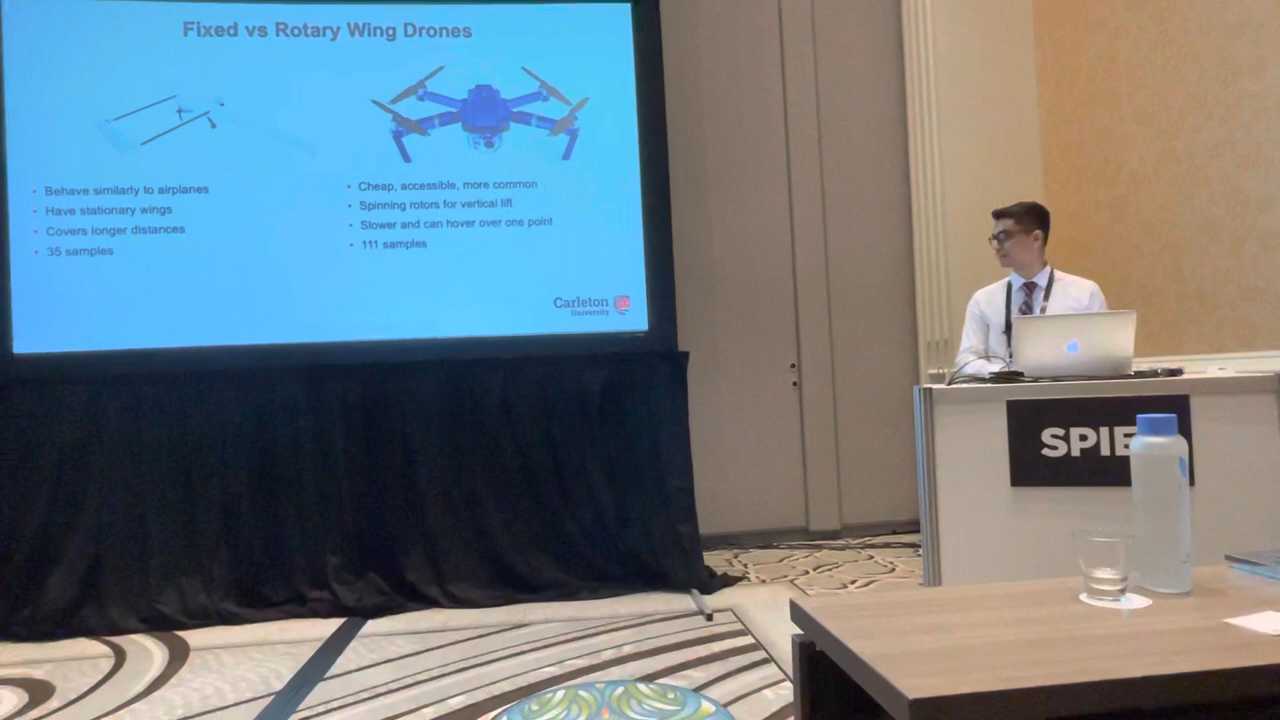 Fixed vs Rotary Wing Drones
Behave similarly to airplanes
Have stationary wings
Covers longer distances
35 samples
Cheap, accessible, more common
Spinning rotors for vertical lift
Slower and can hover over one point
111 samples
Carleton
University
SPIE